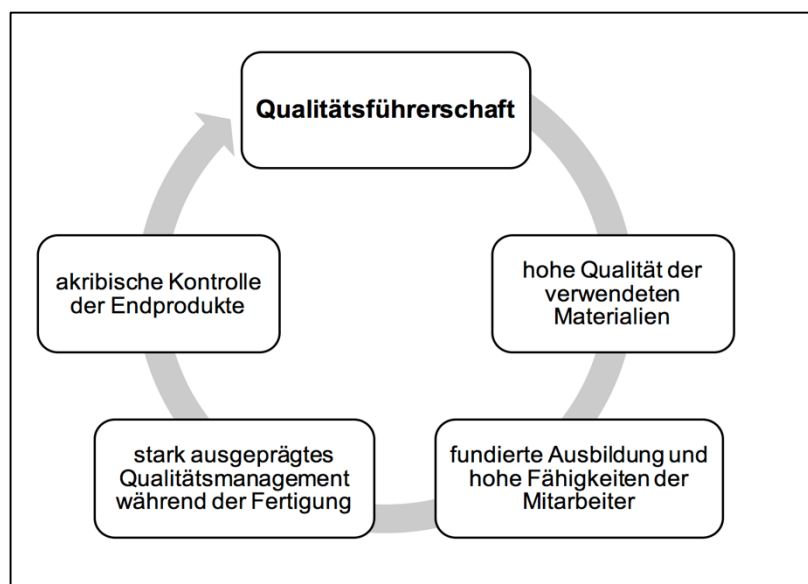 Qualitätsführerschaft
hohe Qualität der
verwendeten
Materialien
fundierte Ausbildung und
hohe Fähigkeiten der
Mitarbeiter
stark ausgeprägtes
Qualitätsmanagement
während der Fertigung
akribische Kontrolle
der Endprodukte